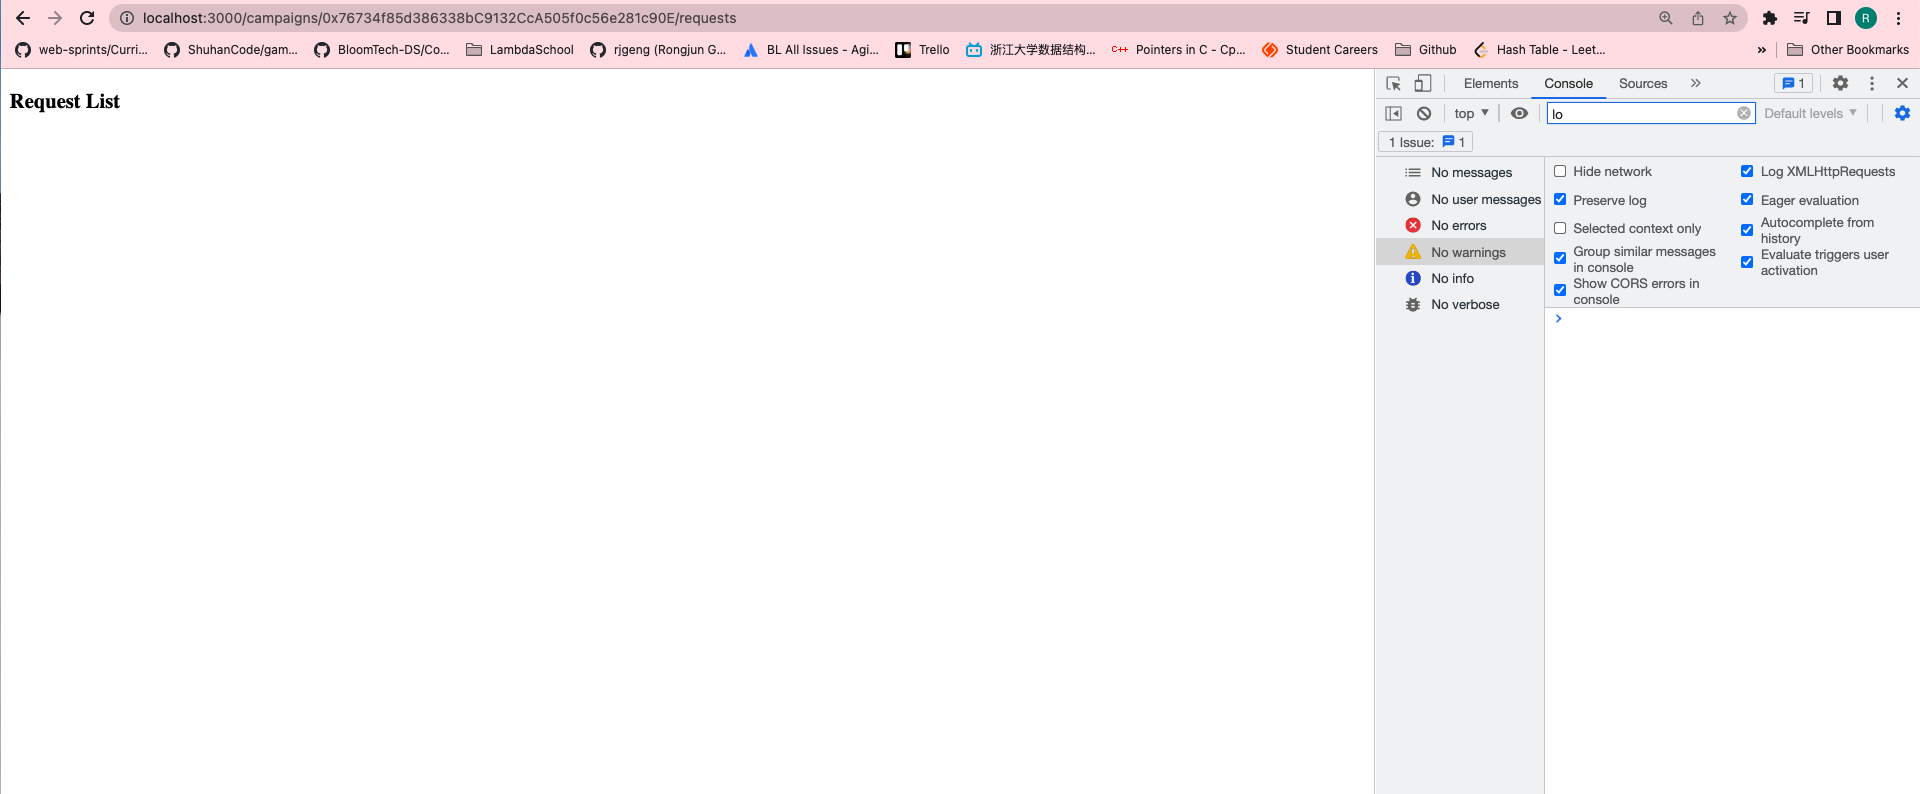 localhost:3000/campaigns/0x76734f85d386338bC9132CcA505f0c56e281c90E/requests
R
web-sprints/Curri... ShuhanCode/gam... BloomTech-DS/Co... LambdaSchool rjgeng (Rongjun G... BL All Issues - Agi... Trello 浙江大学数据结构... C++ Pointers in C - Cp... Student Careers Github Hash Table - Leet... » Other Bookmarks
Request List
Elements Console Sources » 1
top lo Default levels
1 Issue: 1
No messages
No user messages
No errors
No warnings
No info
No verbose
Hide network
Preserve log
Selected context only
Group similar messages
in console
Show CORS errors in
console
Log XMLHttpRequests
Eager evaluation
Autocomplete from
history
Evaluate triggers user
activation